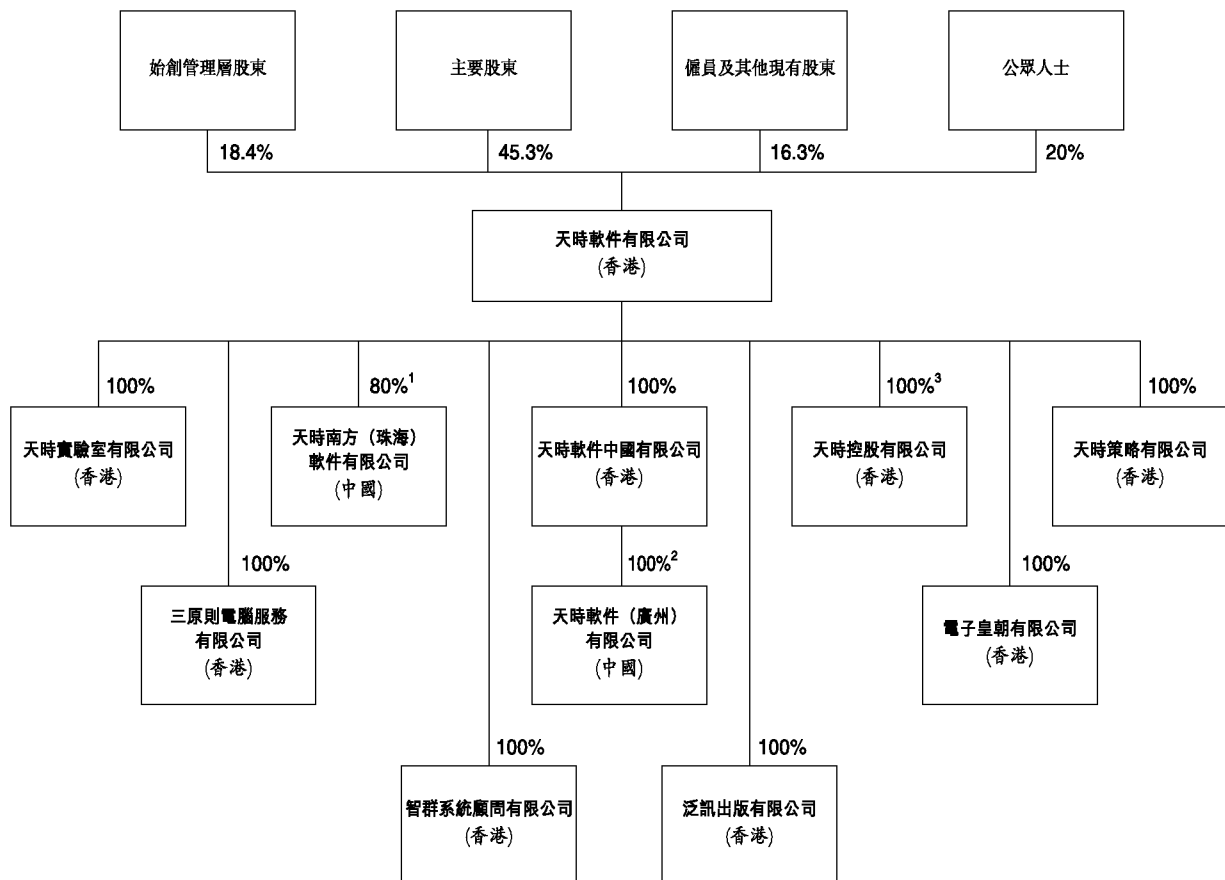 始創管理層股東
主要股東
僱員及其他現有股東
公眾人士
18.4%
45.3%
16.3%
20%
天時軟件有限公司
(香港)
100%
80%1
100%
100%3
100%
天時實驗室有限公司
(香港)
天時南方（珠海）
軟件有限公司
(中國)
天時軟件中國有限公司
(香港)
天時控股有限公司
(香港)
天時策略有限公司
(香港)
100%
100%2
100%
三原則電腦服務
有限公司
(香港)
天時軟件（廣州）
有限公司
(中國)
電子皇朝有限公司
(香港)
100%
100%
智群系統顧問有限公司
(香港)
泛訊出版有限公司
(香港)